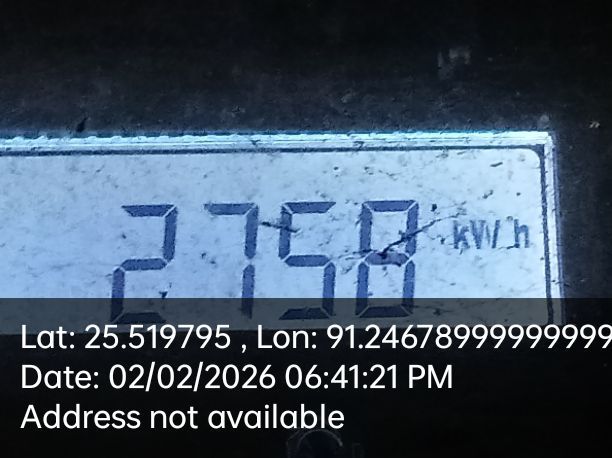 2758 kWh
Lat: 25.519795 , Lon: 91.24678999999999
Date: 02/02/2026 06:41:21 PM
Address not available